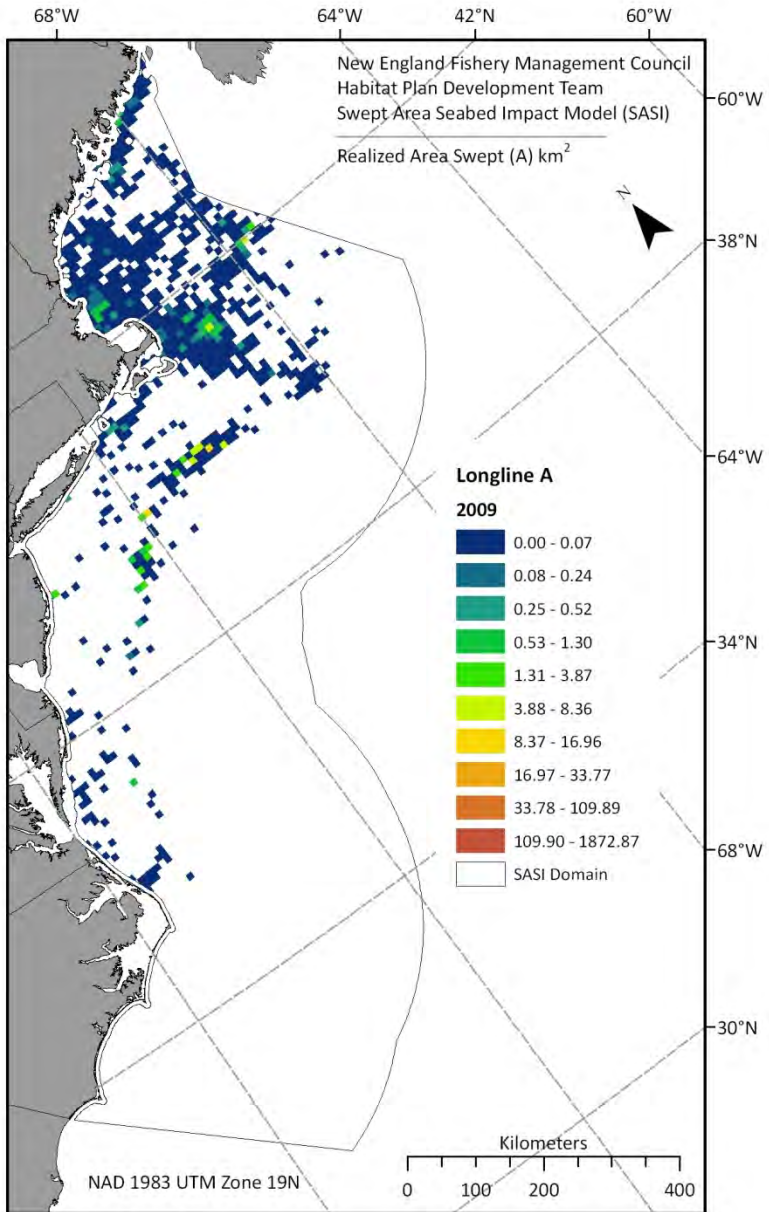 68°W
64°W
42°N
60°W
New England Fishery Management Council
Habitat Plan Development Team
Swept Area Seabed Impact Model (SASI)
Realized Area Swept (A) km²
60°W
N
38°N
64°W
Longline A
2009
0.00 - 0.07
0.08 - 0.24
0.25 - 0.52
0.53 - 1.30
1.31 - 3.87
3.88 - 8.36
8.37 - 16.96
16.97 - 33.77
33.78 - 109.89
109.90 - 1872.87
SASI Domain
34°N
68°W
30°N
Kilometers
0 100 200 400
NAD 1983 UTM Zone 19N